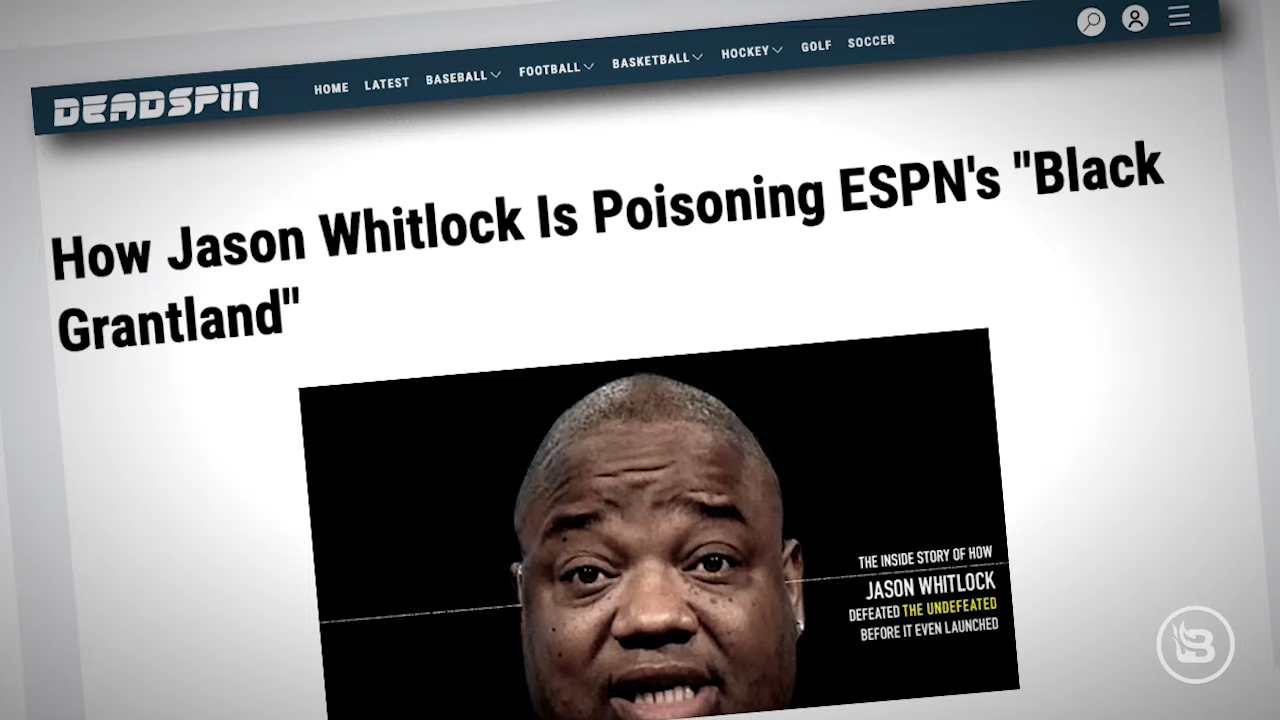 DEADSPIN
HOME LATEST BASEBALL FOOTBALL BASKETBALL HOCKEY GOLF SOCCER
How Jason Whitlock Is Poisoning ESPN's "Black
Grantland"
THE INSIDE STORY OF HOW
JASON WHITLOCK
DEFEATED THE UNDEFEATED
BEFORE IT EVEN LAUNCHED
B